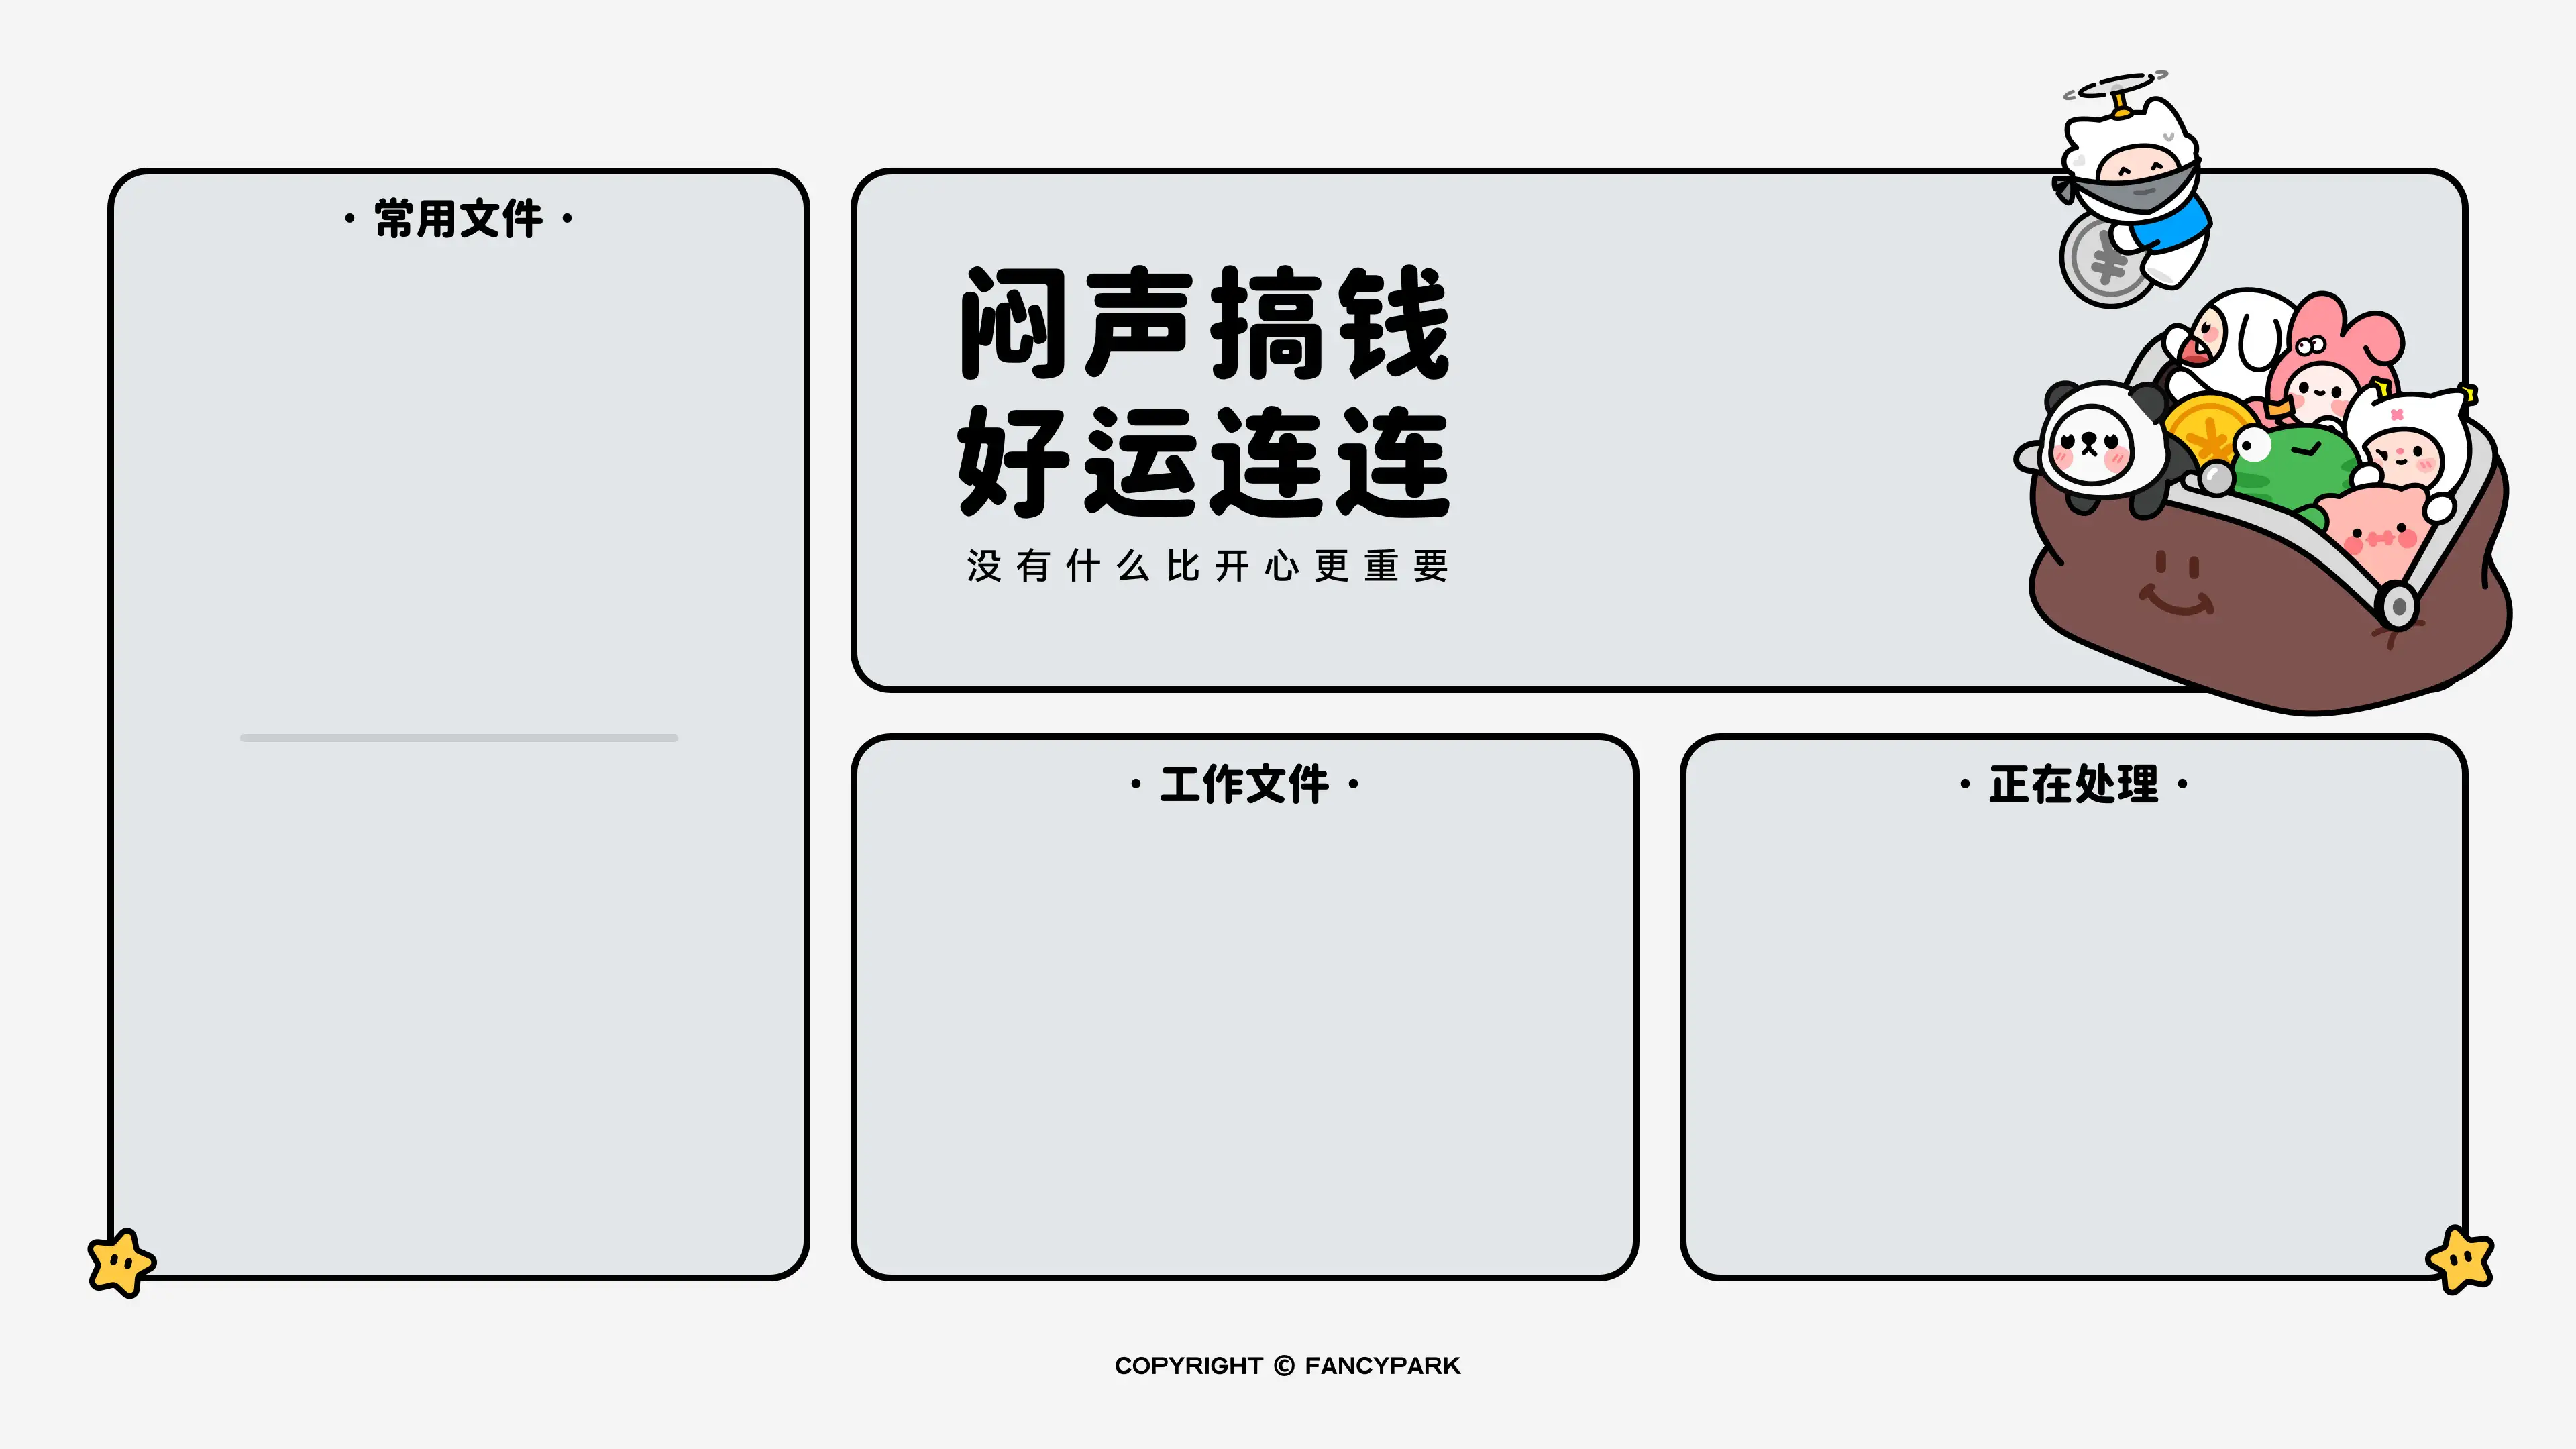 · 常用文件 ·
闷声搞钱
好运连连
没有什么比开心更重要
· 工作文件 ·
· 正在处理 ·
COPYRIGHT © FANCYPARK